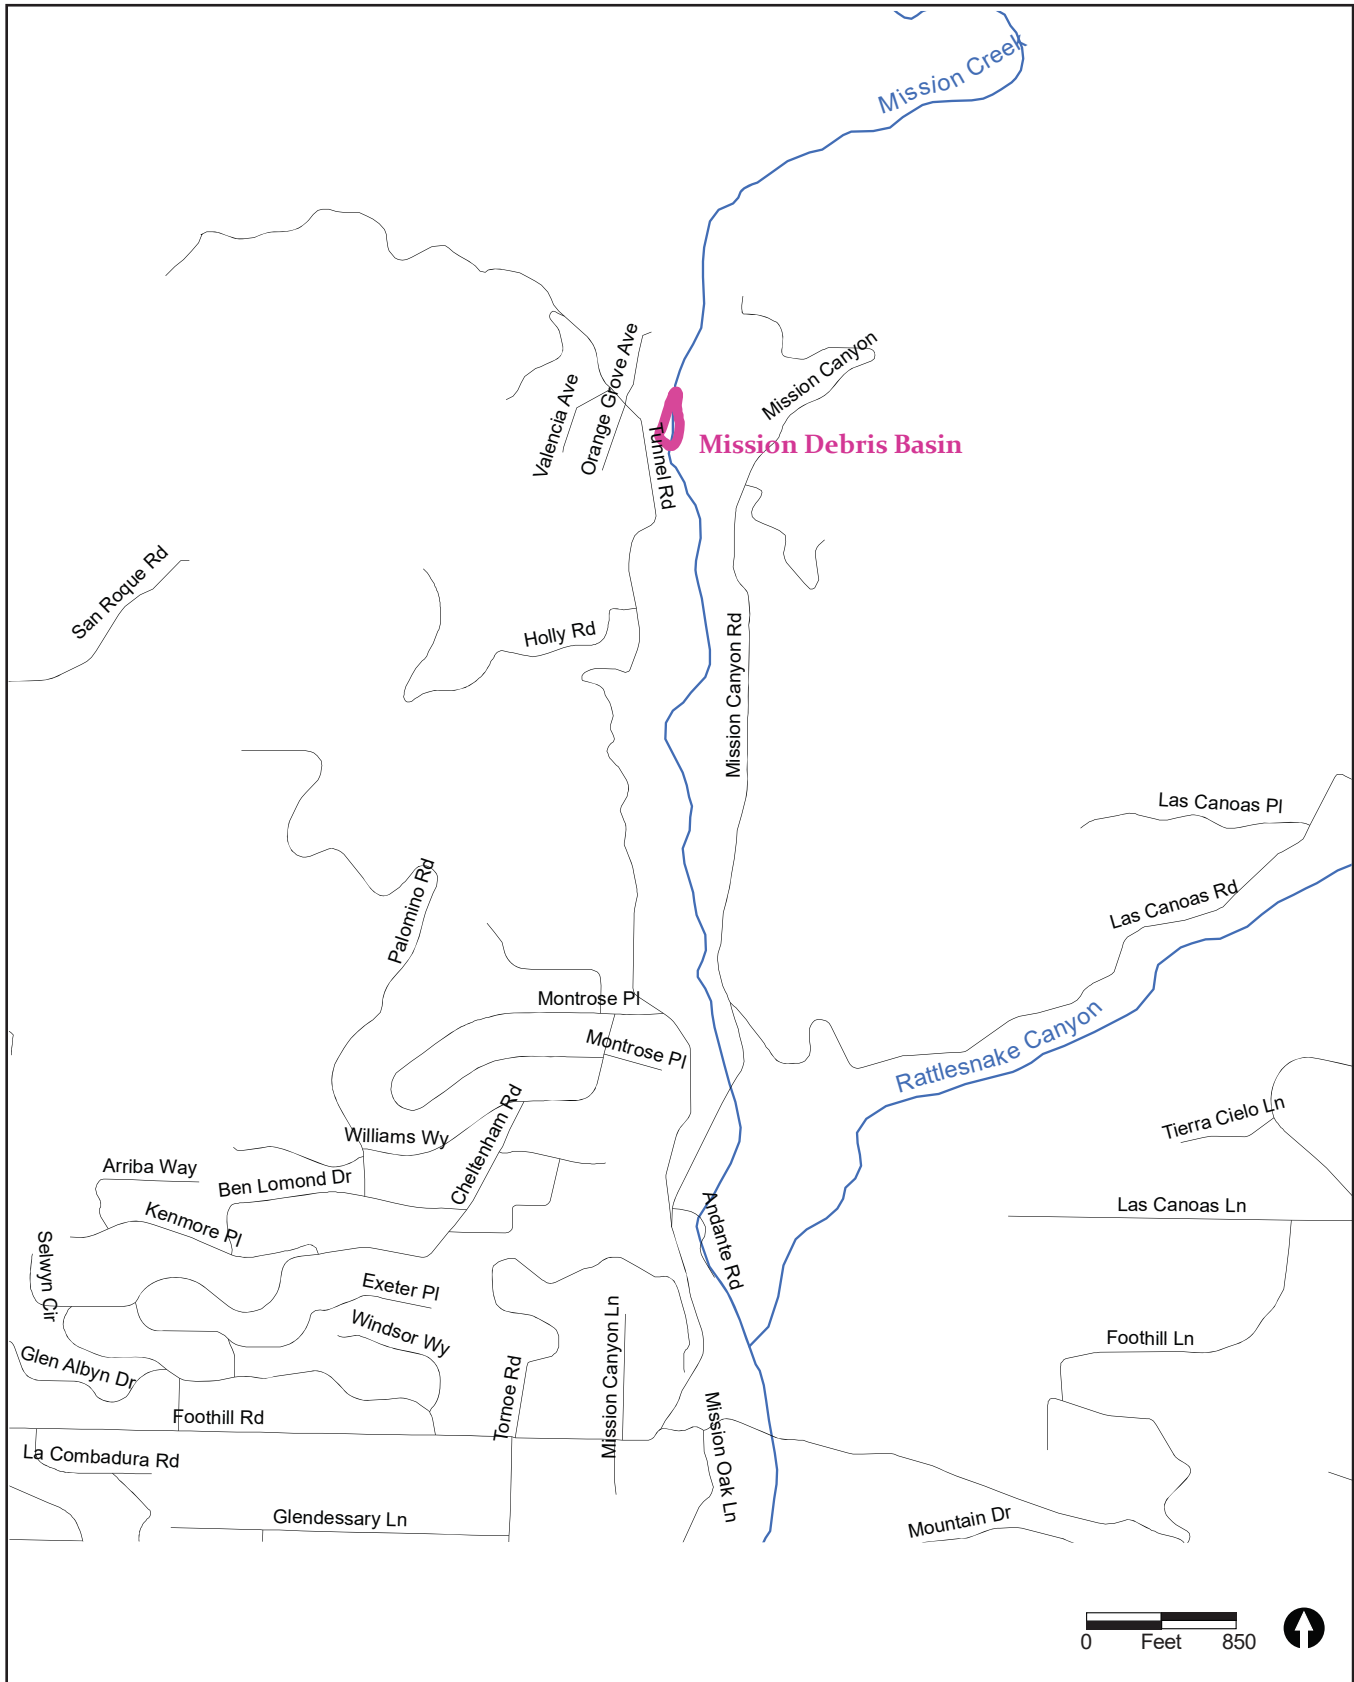 Mission Creek
Mission Canyon
Orange Grove Ave
Valencia Ave
Tunnel Rd
Mission Debris Basin
San Roque Rd
Holly Rd
Mission Canyon Rd
Las Canoas Pl
Las Canoas Rd
Palomino Rd
Montrose Pl
Montrose Pl
Rattlesnake Canyon
Tierra Cielo Ln
Williams Wy
Cheltenham Rd
Arriba Way
Ben Lomond Dr
Kenmore Pl
Las Canoas Ln
Andante Rd
Selwyn Cir
Exeter Pl
Windsor Wy
Foothill Ln
Glen Albyn Dr
Tornoe Rd
Mission Canyon Ln
Foothill Rd
Mission Oak Ln
La Combadura Rd
Glendessary Ln
Mountain Dr
0 Feet 850